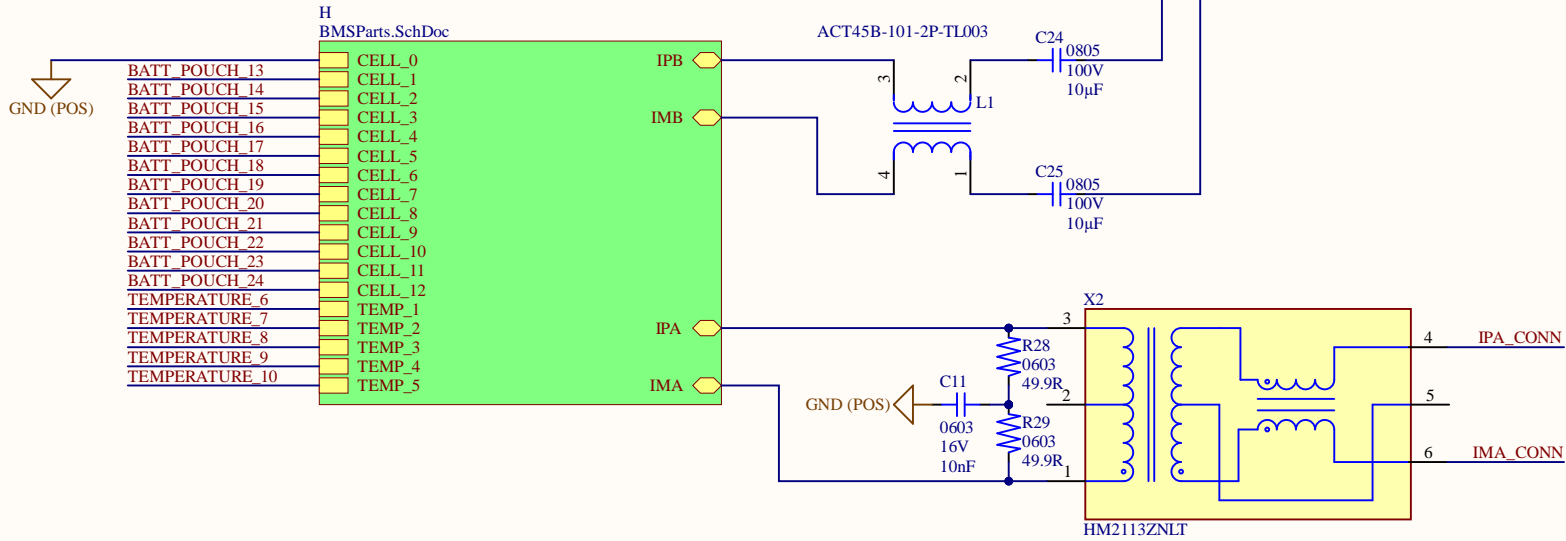 H
BMSParts.SchDoc
GND (POS)
BATT_POUCH_13
BATT_POUCH_14
BATT_POUCH_15
BATT_POUCH_16
BATT_POUCH_17
BATT_POUCH_18
BATT_POUCH_19
BATT_POUCH_20
BATT_POUCH_21
BATT_POUCH_22
BATT_POUCH_23
BATT_POUCH_24
TEMPERATURE_6
TEMPERATURE_7
TEMPERATURE_8
TEMPERATURE_9
TEMPERATURE_10
CELL_0
CELL_1
CELL_2
CELL_3
CELL_4
CELL_5
CELL_6
CELL_7
CELL_8
CELL_9
CELL_10
CELL_11
CELL_12
TEMP_1
TEMP_2
TEMP_3
TEMP_4
TEMP_5
IPB
IMB
IPA
IMA
ACT45B-101-2P-TL003
3
2
L1
4
1
C24
0805
100V
10µF
C25
0805
100V
10µF
GND (POS)
C11
0603
16V
10nF
R28
0603
49.9R
R29
0603
49.9R
X2
3
2
1
4
5
6
HM2113ZNLT
IPA_CONN
IMA_CONN